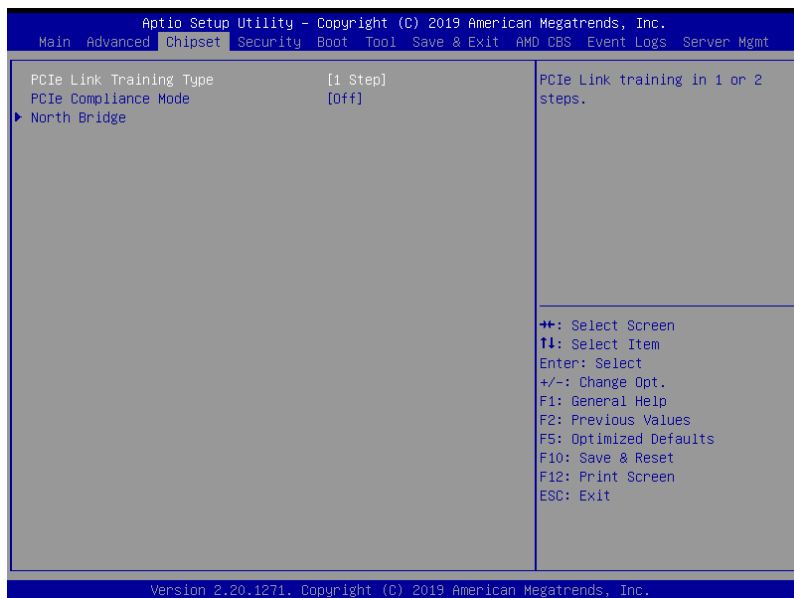 Aptio Setup Utility – Copyright (C) 2019 American Megatrends, Inc.
Main Advanced Chipset Security Boot Tool Save & Exit AMD CBS Event Logs Server Mgmt
PCIe Link Training Type [1 Step]
PCIe Compliance Mode [Off]
North Bridge
PCIe Link training in 1 or 2
steps.
→←: Select Screen
↑↓: Select Item
Enter: Select
+/-: Change Opt.
F1: General Help
F2: Previous Values
F5: Optimized Defaults
F10: Save & Reset
F12: Print Screen
ESC: Exit
Version 2.20.1271. Copyright (C) 2019 American Megatrends, Inc.